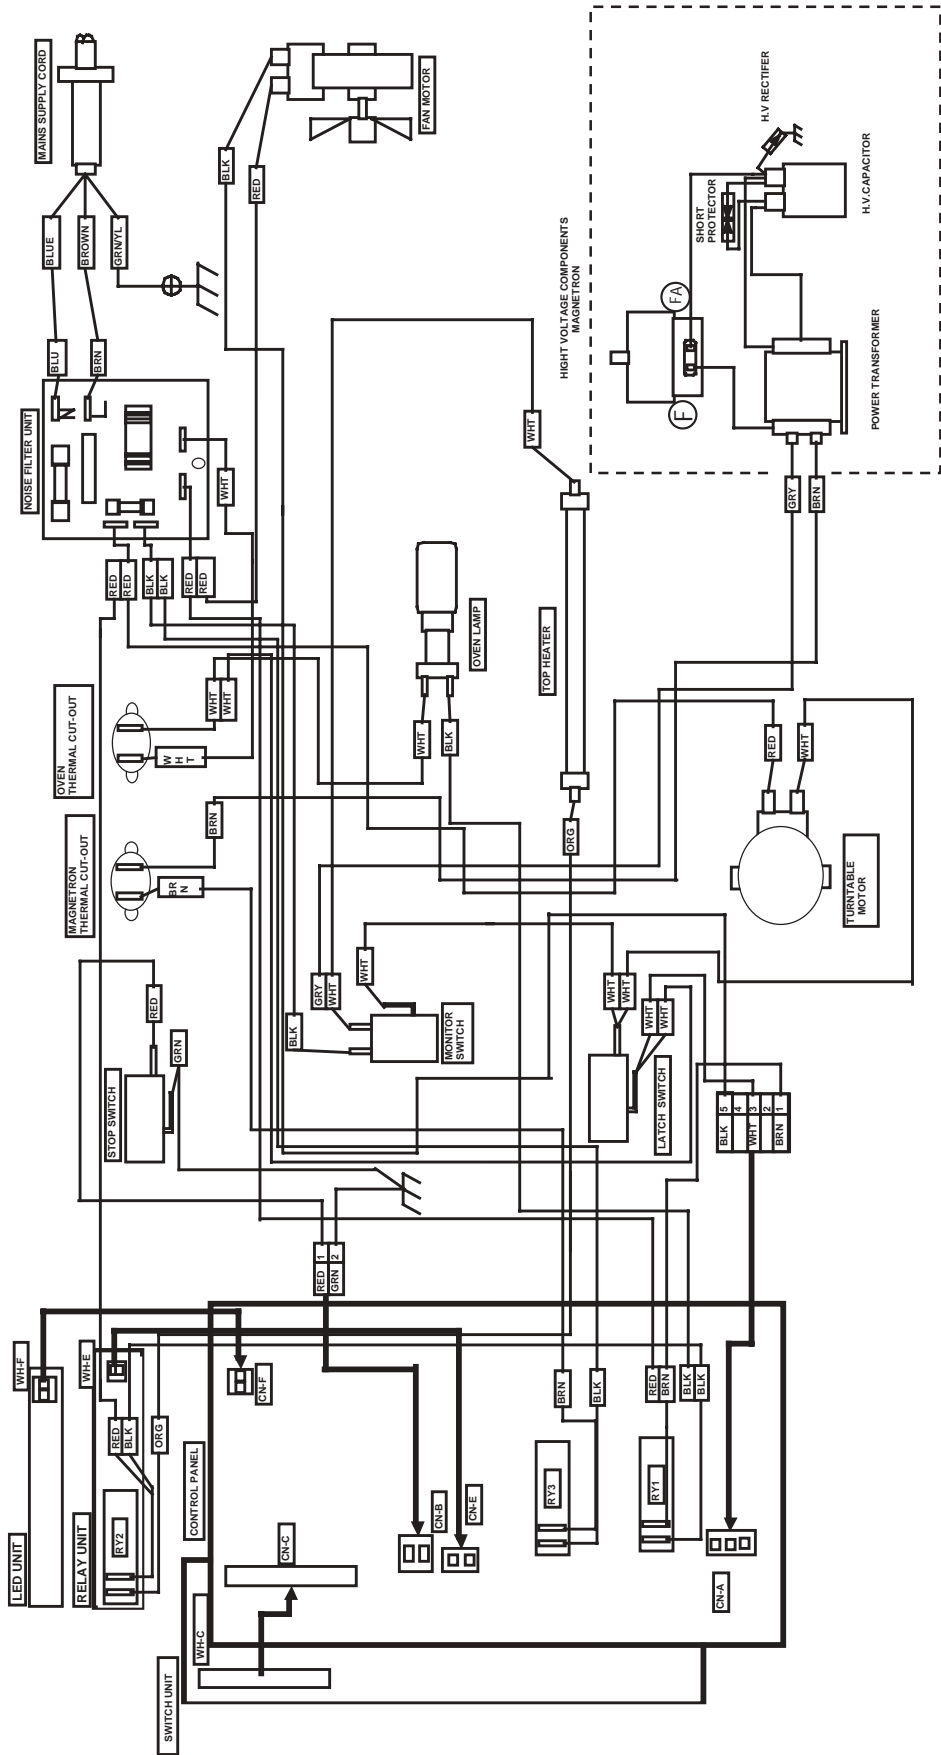 MAINS SUPPLY CORD
BLUE
BROWN
GRN/YL
BLU
BRN
NOISE FILTER UNIT
N
L
WHT
RED
RED
BLK
BLK
RED
RED
BLK
RED
FAN MOTOR
OVEN
THERMAL CUT-OUT
WHT
WHT
WHT
MAGNETRON
THERMAL CUT-OUT
BRN
BRN
OVEN LAMP
WHT
BLK
TOP HEATER
WHT
ORG
HIGHT VOLTAGE COMPONENTS
MAGNETRON
FA
F
SHORT
PROTECTOR
H.V RECTIFER
H.V.CAPACITOR
POWER TRANSFORMER
GRY
BRN
RED
WHT
TURNTABLE
MOTOR
STOP SWITCH
RED
GRN
MONITOR
SWITCH
GRY
WHT
WHT
BLK
LATCH SWITCH
WHT
WHT
WHT
WHT
BLK 5
4
WHT 3
2
BRN 1
RED 1
GRN 2
LED UNIT
WH-F
RELAY UNIT
WH-E
RY2
RED
BLK
ORG
CONTROL PANEL
CN-F
CN-C
CN-B
CN-E
RY3
BRN
BLK
RY1
RED
BRN
BLK
BLK
CN-A
SWITCH UNIT
WH-C